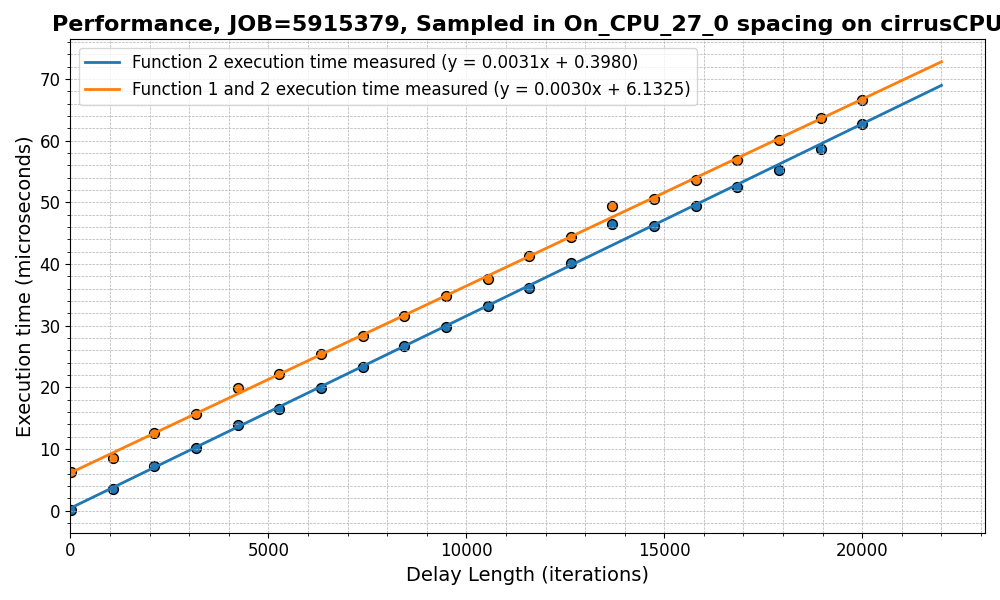 Performance, JOB=5915379, Sampled in On_CPU_27_0 spacing on cirrusCPU
Function 2 execution time measured (y = 0.0031x + 0.3980)
Function 1 and 2 execution time measured (y = 0.0030x + 6.1325)
Execution time (microseconds)
70
60
50
40
30
20
10
0
0 5000 10000 15000 20000
Delay Length (iterations)